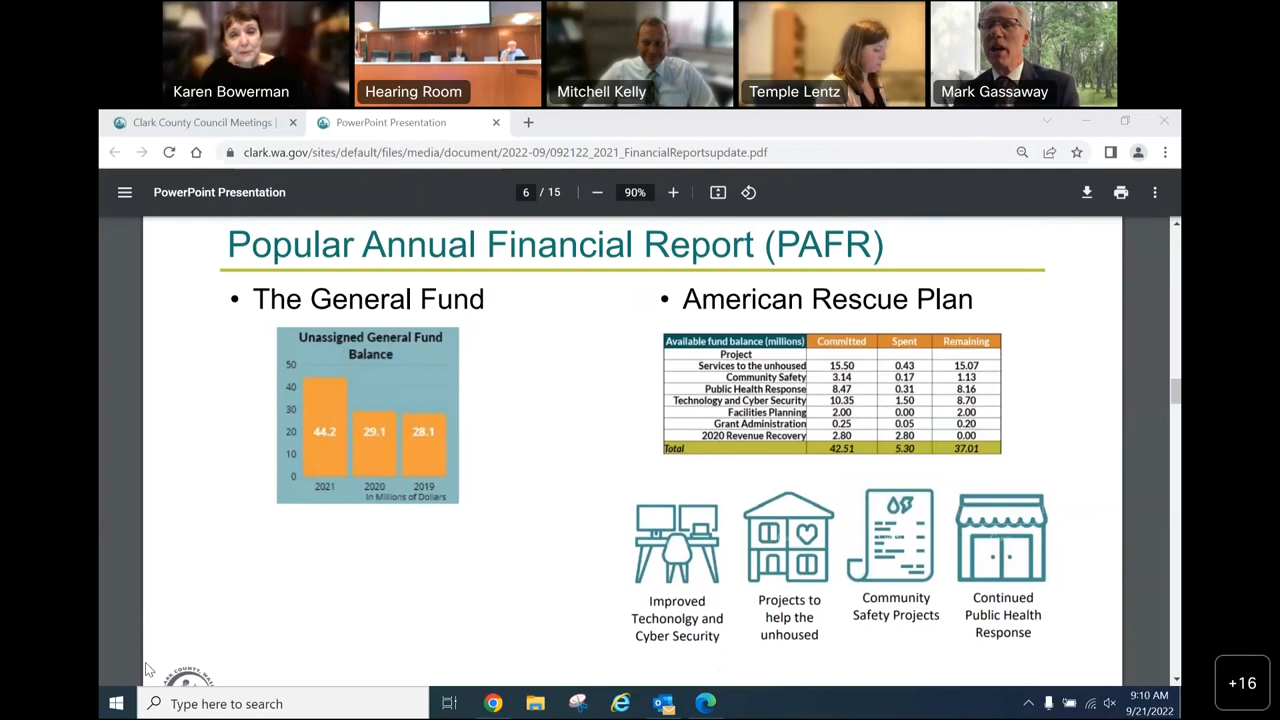 Karen Bowerman
Hearing Room
Mitchell Kelly
Temple Lentz
Mark Gassaway
Clark County Council Meetings |
PowerPoint Presentation
clark.wa.gov/sites/default/files/media/document/2022-09/092122_2021_FinancialReportsupdate.pdf
PowerPoint Presentation
6 / 15
90%
Popular Annual Financial Report (PAFR)
• The General Fund
• American Rescue Plan
Unassigned General Fund
Balance
50
40
30
20
10
0
44.2 29.1 28.1
2021 2020 2019
In Millions of Dollars
Available fund balance (millions) Committed Spent Remaining
Project
Services to the unhoused 15.50 0.43 15.07
Community Safety 3.14 0.17 1.13
Public Health Response 8.47 0.31 8.16
Technology and Cyber Security 10.35 1.50 8.70
Facilities Planning 2.00 0.00 2.00
Grant Administration 0.25 0.05 0.20
2020 Revenue Recovery 2.80 2.80 0.00
Total 42.51 5.30 37.01
Improved
Techonolgy and
Cyber Security
Projects to
help the
unhoused
Community
Safety Projects
Continued
Public Health
Response
Type here to search
9:10 AM
9/21/2022
+16